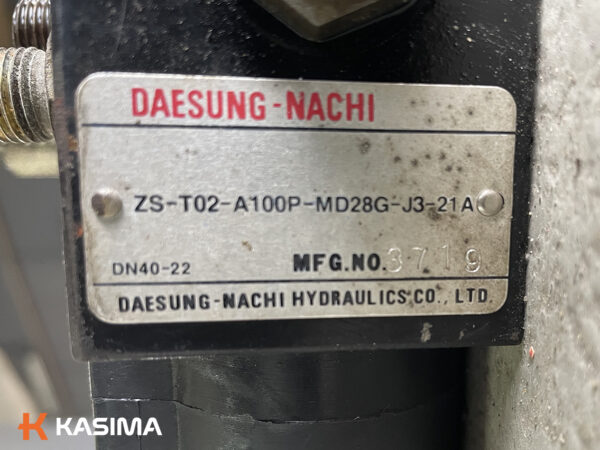 DAESUNG-NACHI
ZS-T02-A100P-MD28G-J3-21A
DN40-22 MFG.NO. 3719
DAESUNG-NACHI HYDRAULICS CO., LTD.
KASIMA